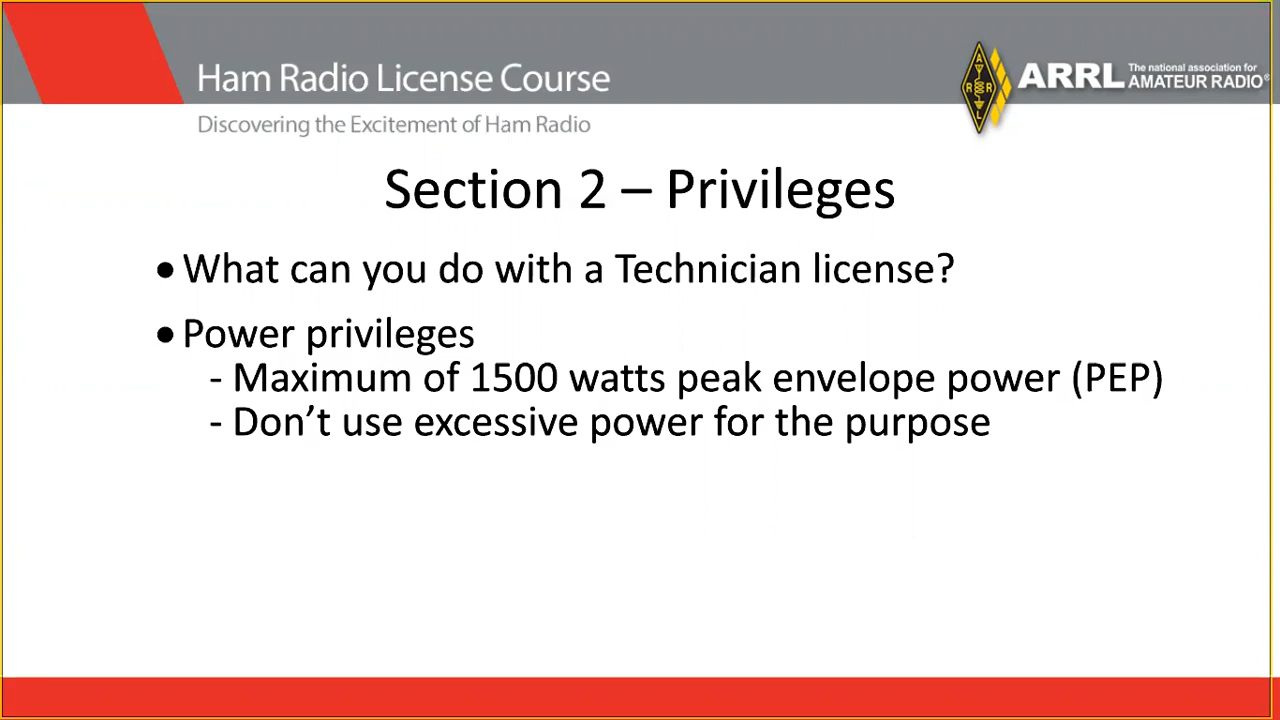 Ham Radio License Course
Discovering the Excitement of Ham Radio
ARRL The national association for
AMATEUR RADIO®
Section 2 – Privileges
•What can you do with a Technician license?
•Power privileges
- Maximum of 1500 watts peak envelope power (PEP)
- Don’t use excessive power for the purpose